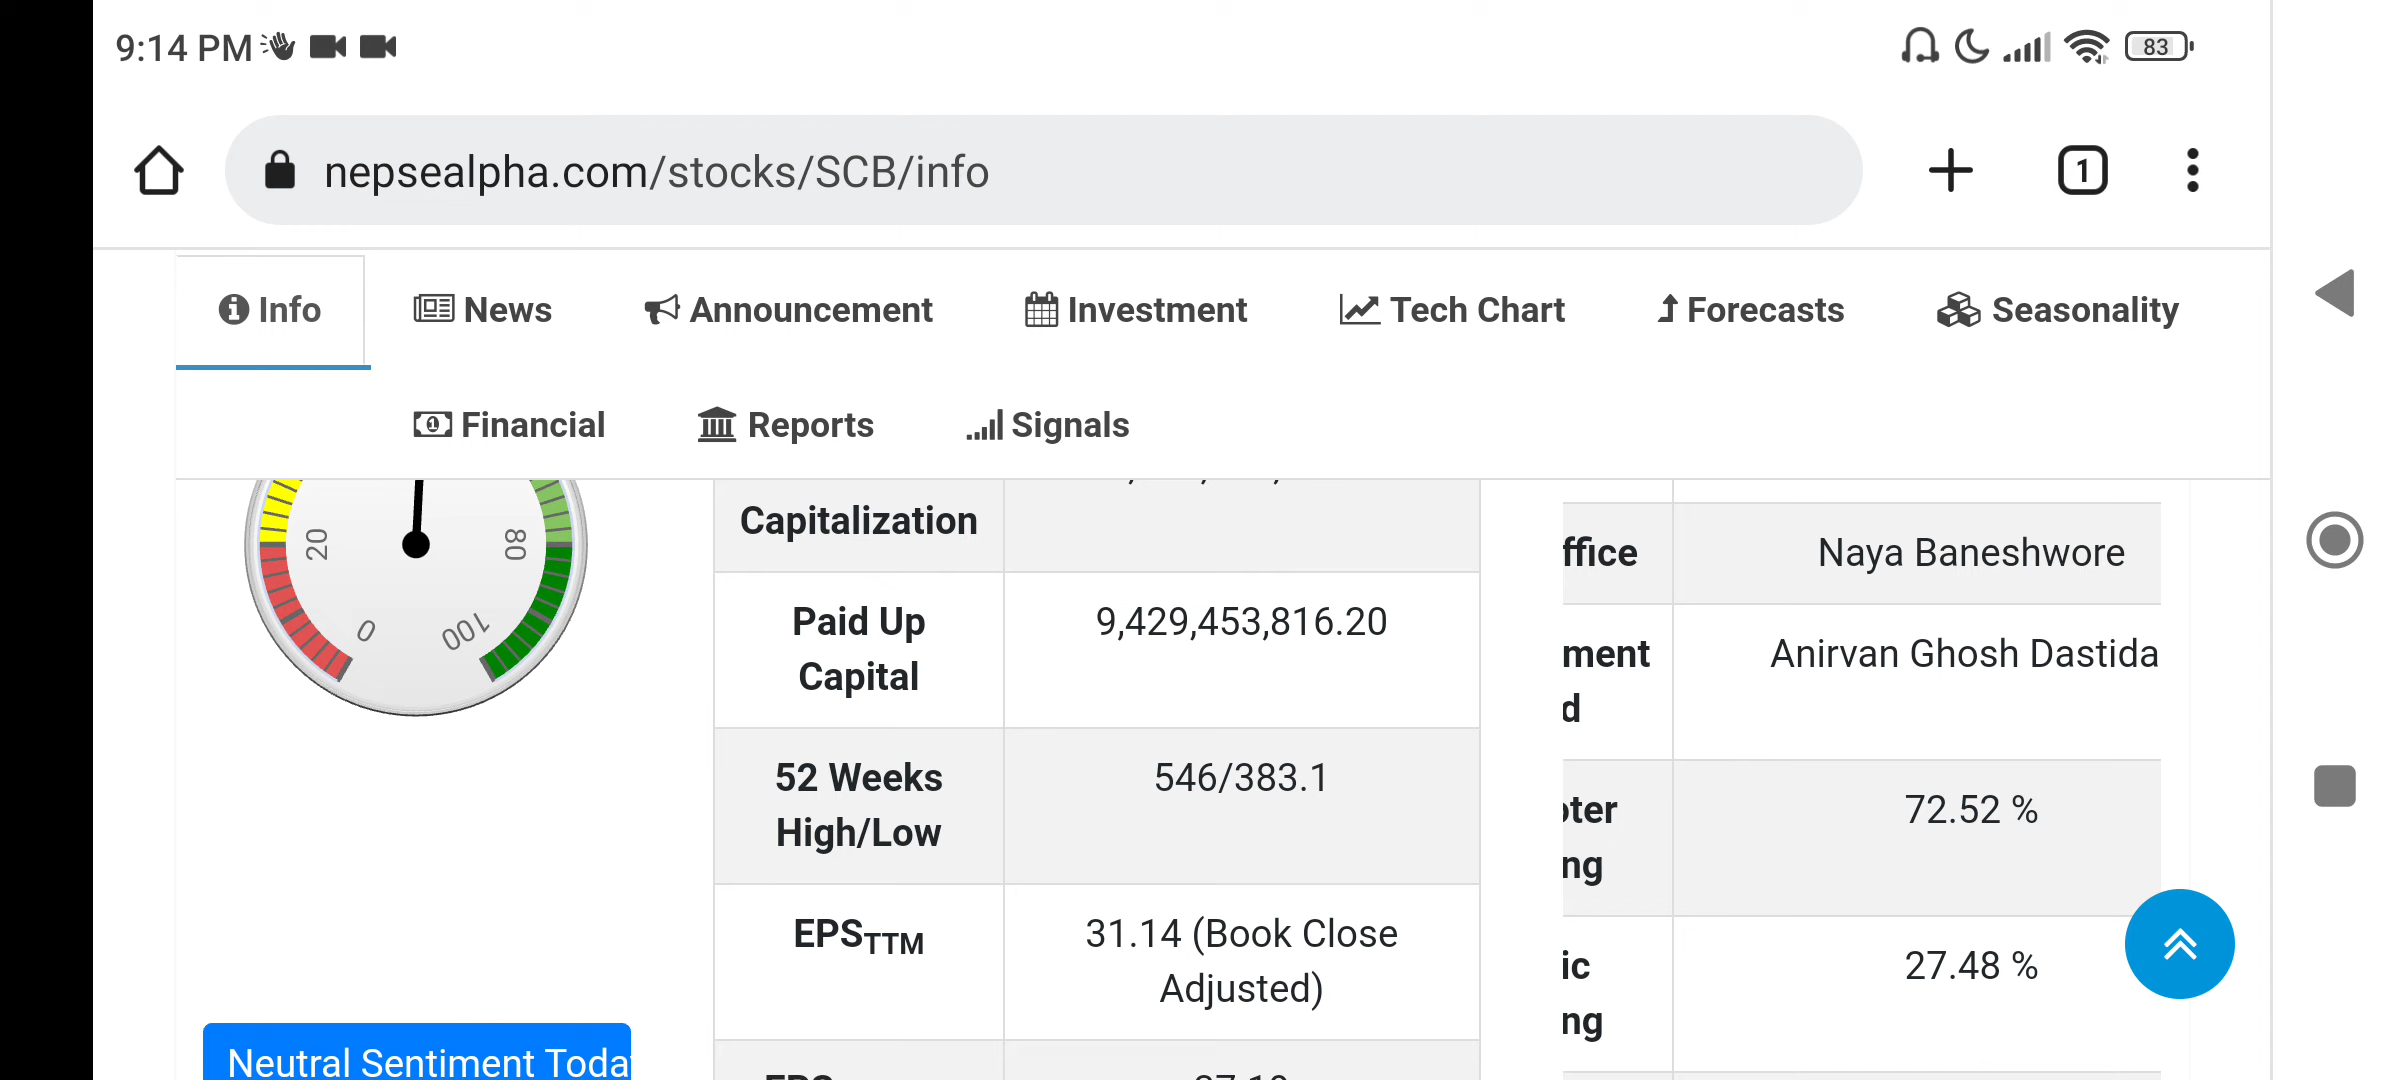 9:14 PM
83
nepsealpha.com/stocks/SCB/info
1
Info News Announcement Investment Tech Chart Forecasts Seasonality
Financial Reports Signals
20 80
0 100
Neutral Sentiment Toda
Capitalization
Paid Up 9,429,453,816.20
Capital
52 Weeks 546/383.1
High/Low
EPSTTM 31.14 (Book Close
Adjusted)
ffice Naya Baneshwore
ment Anirvan Ghosh Dastida
d
ter 72.52 %
ng
ic 27.48 %
ng